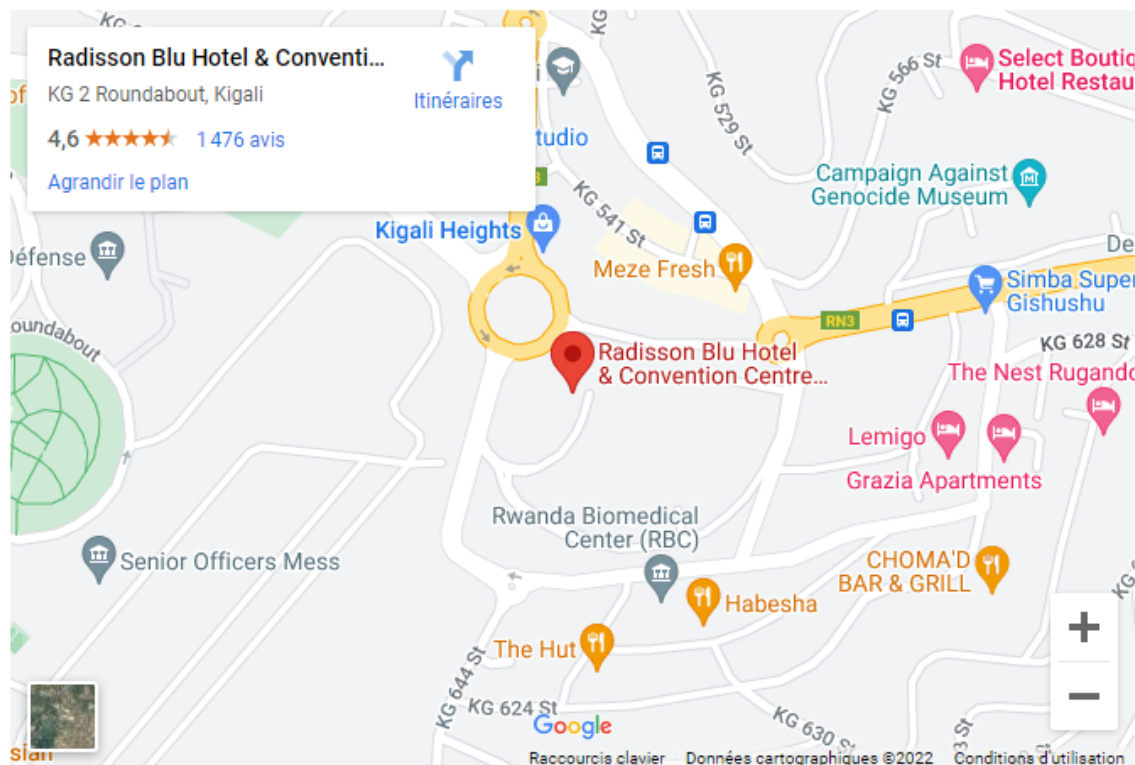 Radisson Blu Hotel & Conventi...
KG 2 Roundabout, Kigali
4,6
1 476 avis
Itinéraires
Agrandir le plan
KG 566 St
Select Boutiq
Hotel Restau
KG 529 St
tudio
Campaign Against
Genocide Museum
KG 541 St
Kigali Heights
Défense
Meze Fresh
De
Simba Super
Gishushu
RN3
oundabout
KG 628 St
Radisson Blu Hotel
& Convention Centre...
The Nest Rugando
Lemigo
Grazia Apartments
Rwanda Biomedical
Center (RBC)
Senior Officers Mess
CHOMA'D
BAR & GRILL
Habesha
The Hut
KG 644 St
KG 624 St
KG 630
Google
sian
Raccourcis clavier
Données cartographiques ©2022
Conditions d'utilisation